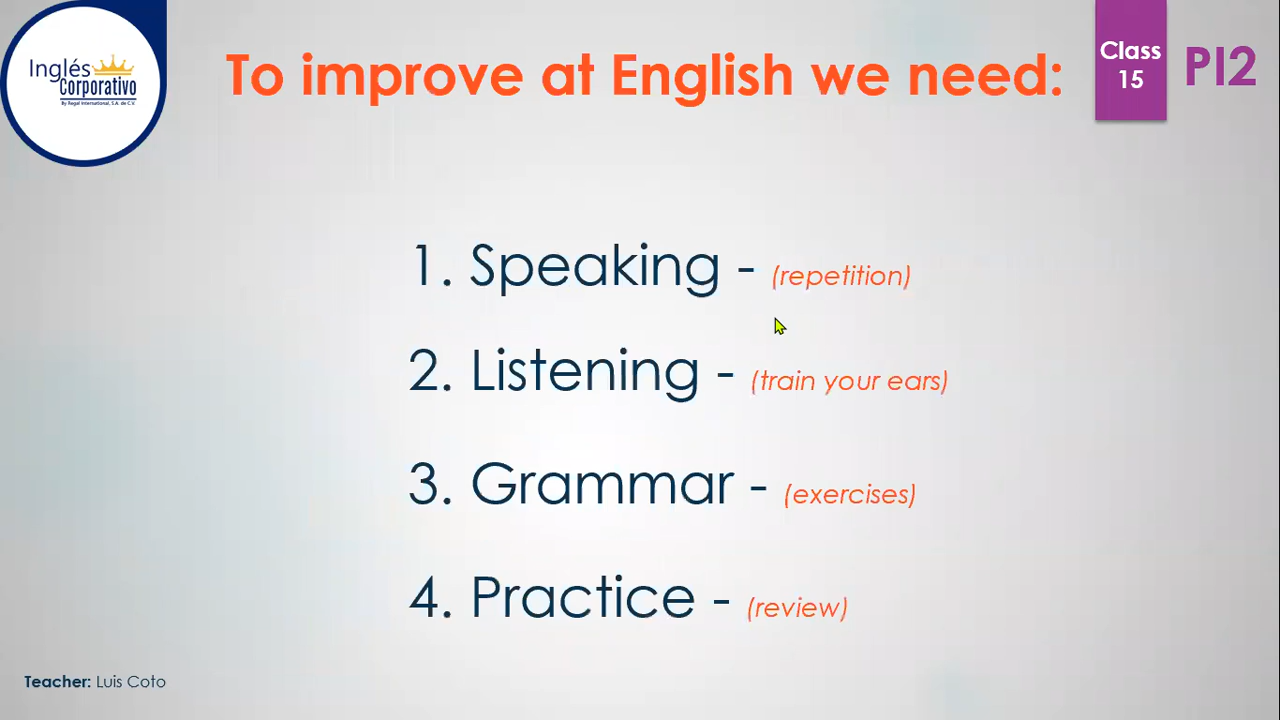 Inglés
Corporativo
By Regal International, S.A. de C.V.
To improve at English we need:
Class
15
PI2
1. Speaking - (repetition)
2. Listening - (train your ears)
3. Grammar - (exercises)
4. Practice - (review)
Teacher: Luis Coto